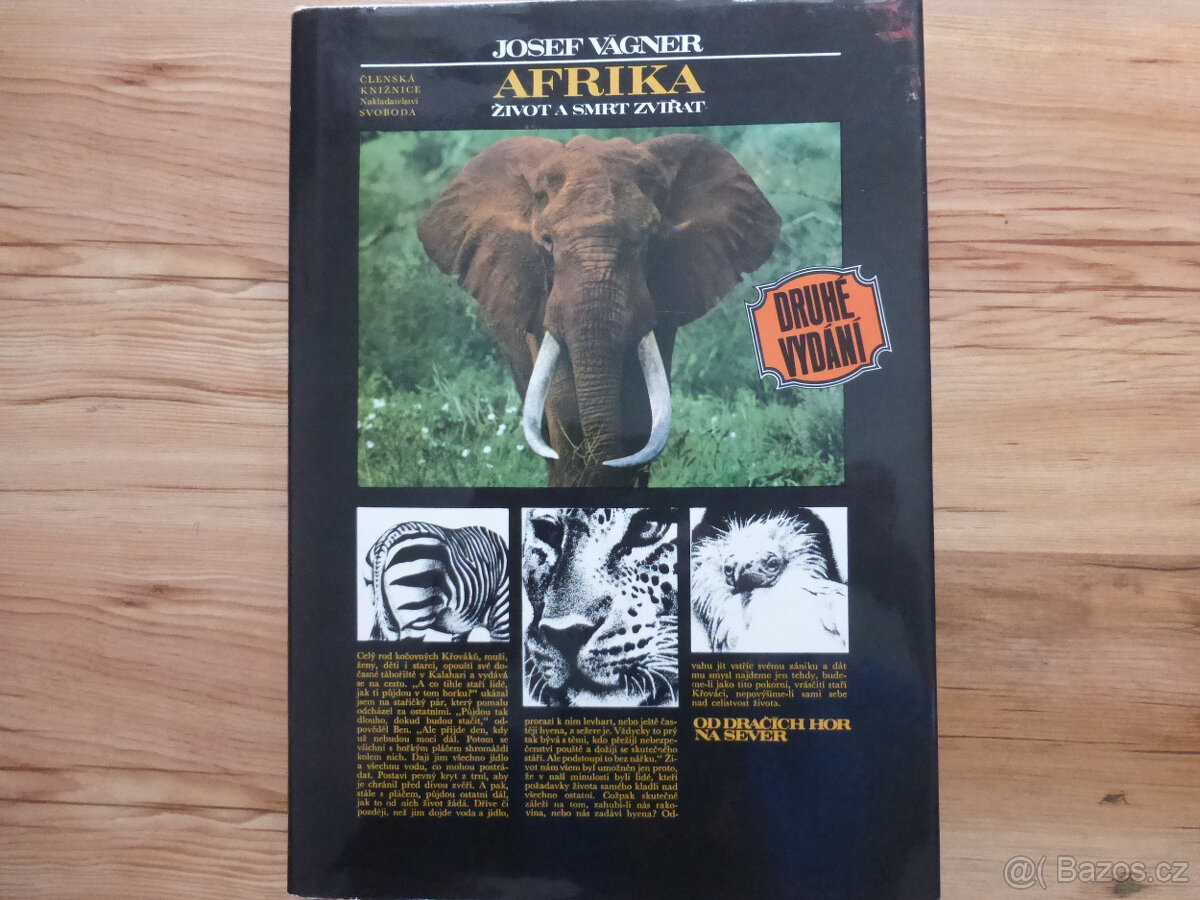 JOSEF VÁGNER
AFRIKA
ŽIVOT A SMRT ZVÍŘAT
ČLENSKÁ
KNIŽNICE
Nakladatelství
SVOBODA
DRUHÉ
VYDÁNÍ
Celý rod kočovných Křováků, muži,
ženy, děti i starci, opouští své do-
časné tábořiště v Kalahari a vydává
se na cestu. „A co tihle staří lidé,
jak ti půjdou v tom horku?“ ukázal
jsem na stařičký pár, který pomalu
odcházel za ostatními. „Půjdou tak
dlouho, dokud budou stačit,“ od-
pověděl Ben. „Ale přijde den, kdy
už nebudou moci dál. Potom se
všichni s hořkým pláčem shromáždí
kolem nich. Dají jim všechno jídlo
a všechnu vodu, co mohou postrá-
dat. Postaví pevný kryt z trní, aby
je chránil před divou zvěří. A pak,
stále s pláčem, půjdou ostatní dál,
jak to od nich život žádá. Dříve či
později, než jim dojde voda a jídlo,
prorazí k nim levhart, nebo ještě čas-
těji hyena, a sežere je. Vždycky to prý
tak bývá s těmi, kdo přežijí nebezpe-
čenství pouště a dožijí se skutečného
stáří. Ale podstoupí to bez nářku.“ Ži-
vot nám všem byl umožněn jen proto,
že v naší minulosti byli lidé, kteří
požadavky života samého kladli nad
všechno ostatní. Cožpak skutečně
záleží na tom, zahubí-li nás rako-
vina, nebo nás zadáví hyena? Od-
vahu jít vstříc svému zániku a dát
mu smysl najdeme jen tehdy, bude-
me-li jako tito pokorní, vrásčití staří
Křováci, nepovýšíme-li sami sebe
nad celistvost života.
OD DRAČÍCH HOR
NA SEVER
@( Bazos.cz